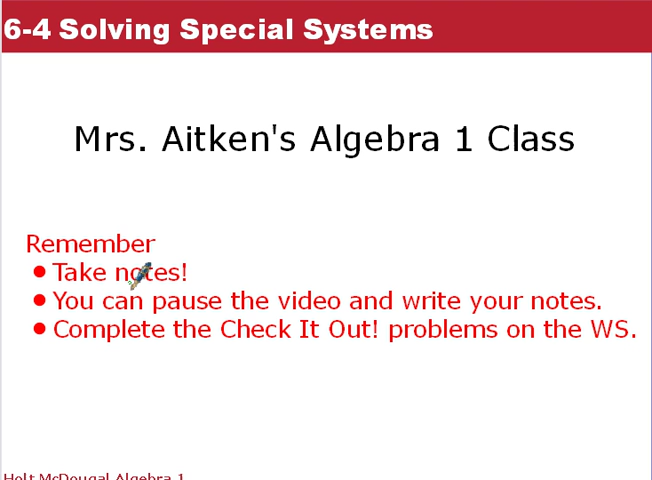 6-4 Solving Special Systems
Mrs. Aitken's Algebra 1 Class
Remember
● Take notes!
● You can pause the video and write your notes.
● Complete the Check It Out! problems on the WS.
Holt McDougal Algebra 1